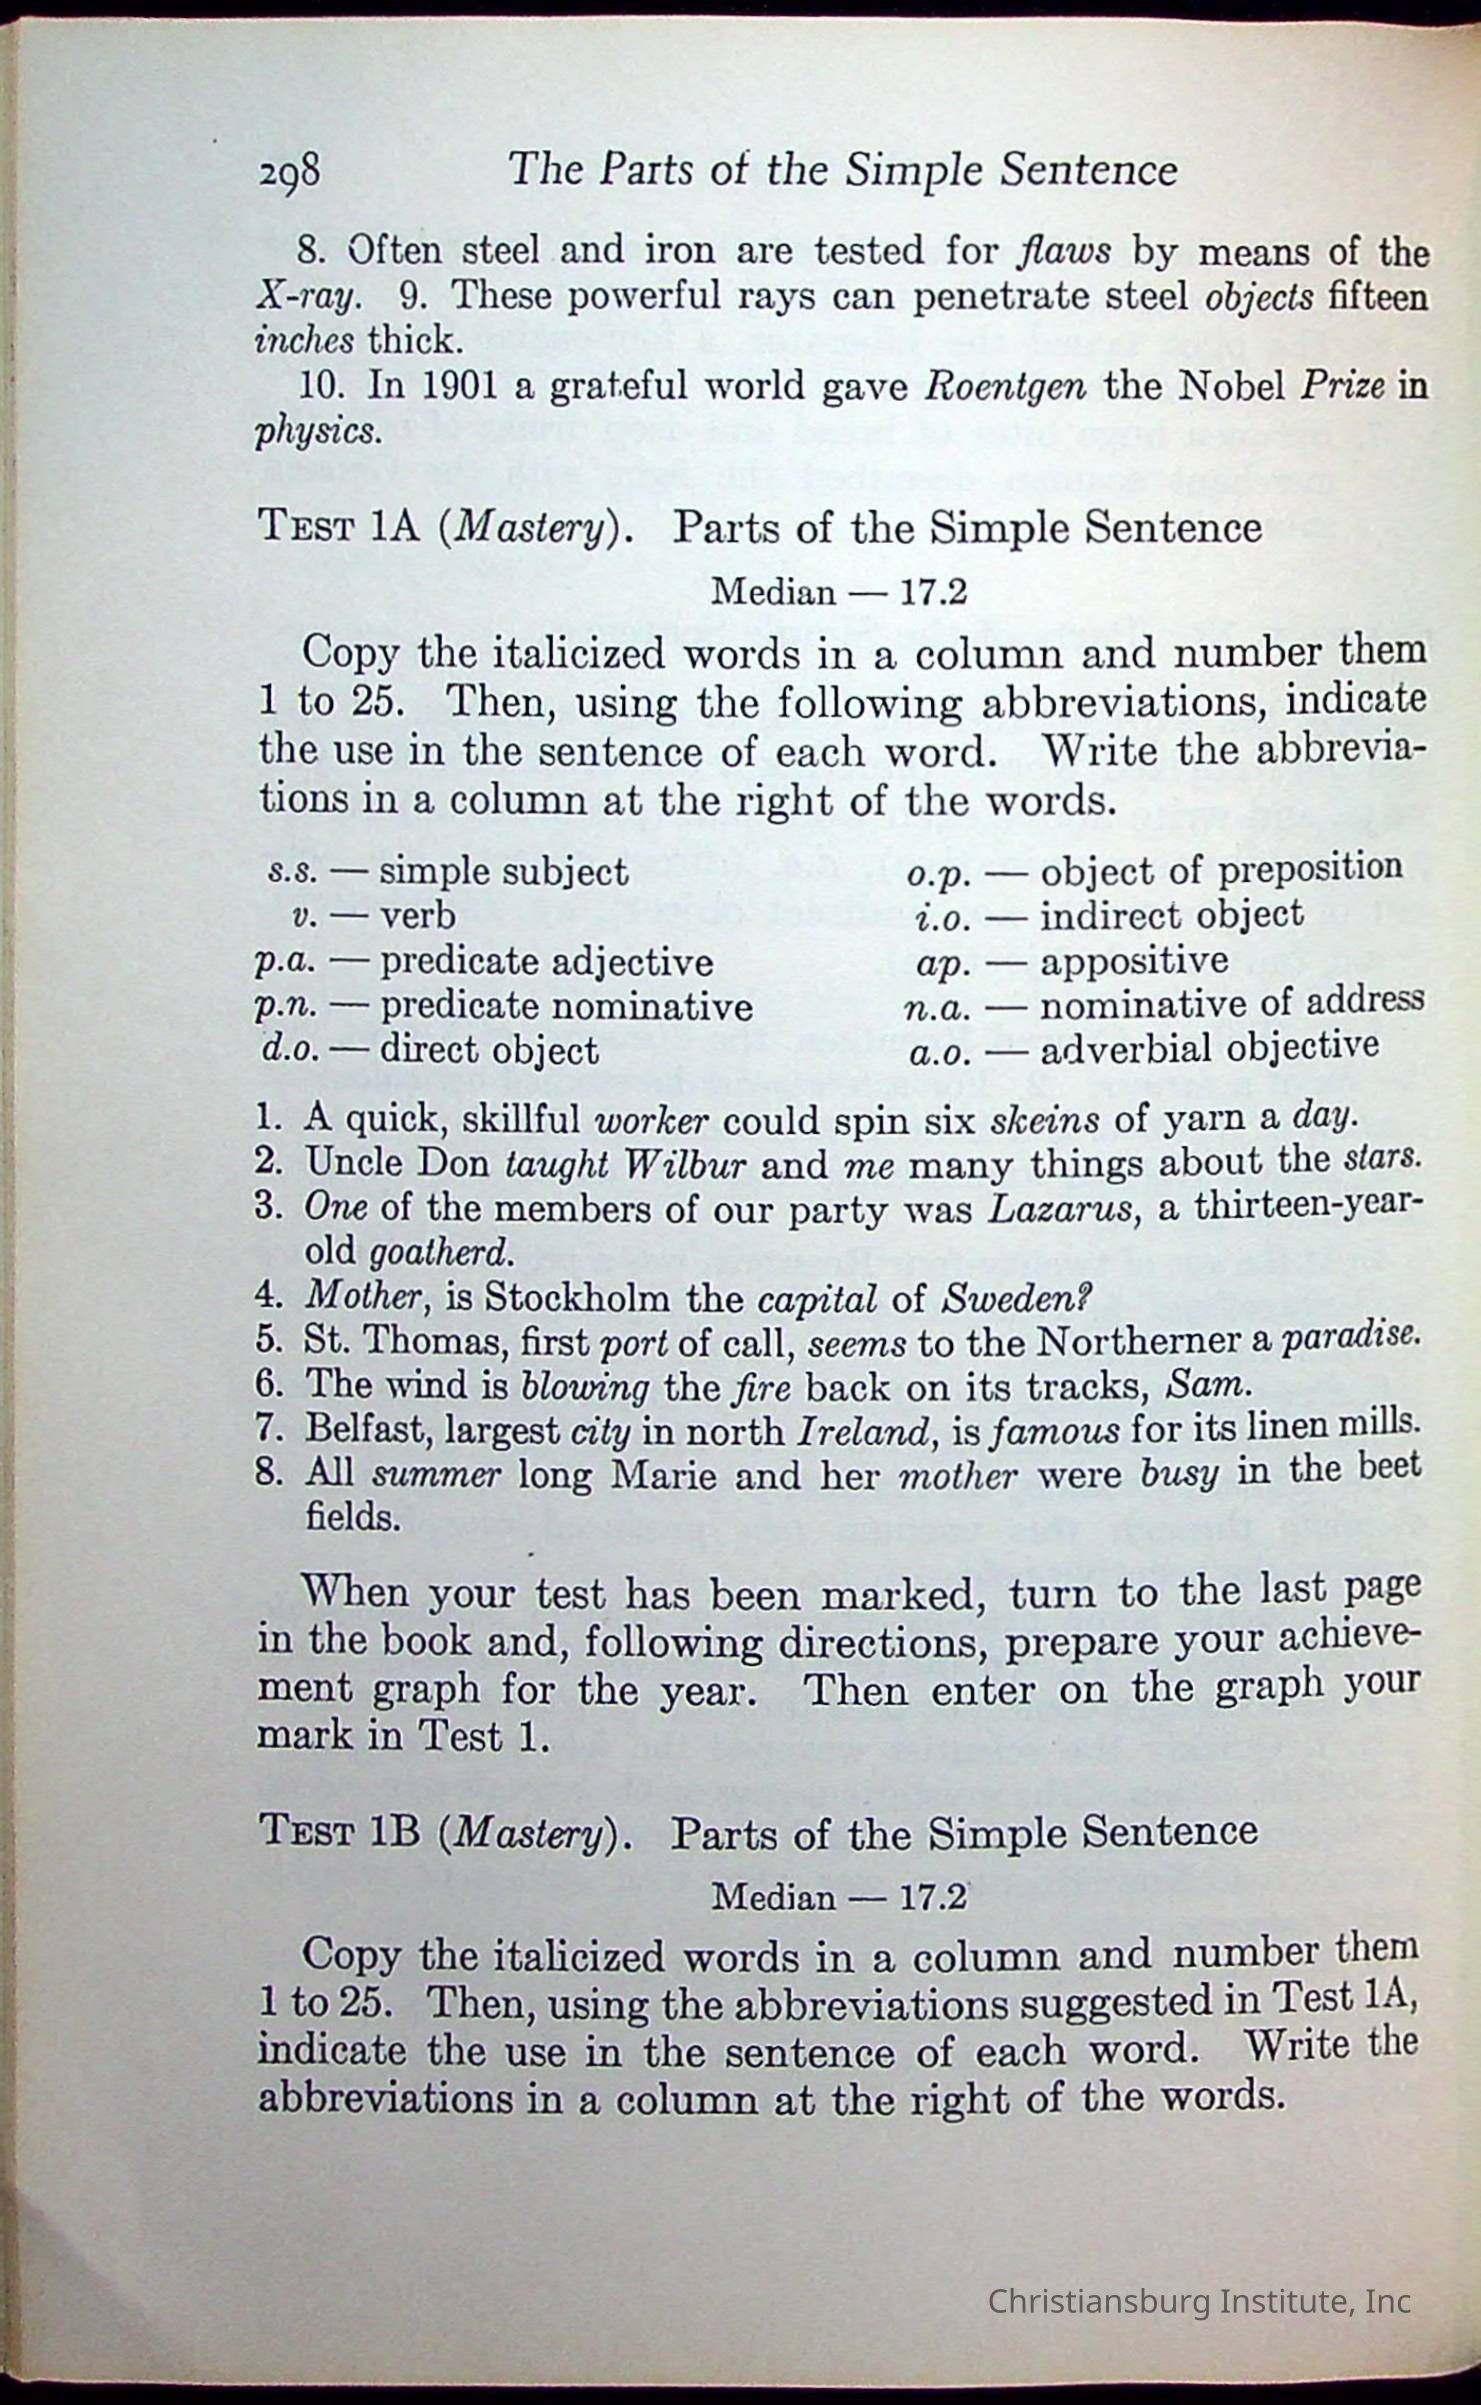 298 The Parts of the Simple Sentence
8. Often steel and iron are tested for flaws by means of the
X-ray. 9. These powerful rays can penetrate steel objects fifteen
inches thick.
10. In 1901 a grateful world gave Roentgen the Nobel Prize in
physics.
TEST 1A (Mastery). Parts of the Simple Sentence
Median — 17.2
Copy the italicized words in a column and number them
1 to 25. Then, using the following abbreviations, indicate
the use in the sentence of each word. Write the abbrevia-
tions in a column at the right of the words.
s.s. — simple subject o.p. — object of preposition
v. — verb i.o. — indirect object
p.a. — predicate adjective ap. — appositive
p.n. — predicate nominative n.a. — nominative of address
d.o. — direct object a.o. — adverbial objective
1. A quick, skillful worker could spin six skeins of yarn a day.
2. Uncle Don taught Wilbur and me many things about the stars.
3. One of the members of our party was Lazarus, a thirteen-year-
old goatherd.
4. Mother, is Stockholm the capital of Sweden?
5. St. Thomas, first port of call, seems to the Northerner a paradise.
6. The wind is blowing the fire back on its tracks, Sam.
7. Belfast, largest city in north Ireland, is famous for its linen mills.
8. All summer long Marie and her mother were busy in the beet
fields.
When your test has been marked, turn to the last page
in the book and, following directions, prepare your achieve-
ment graph for the year. Then enter on the graph your
mark in Test 1.
TEST 1B (Mastery). Parts of the Simple Sentence
Median — 17.2
Copy the italicized words in a column and number them
1 to 25. Then, using the abbreviations suggested in Test 1A,
indicate the use in the sentence of each word. Write the
abbreviations in a column at the right of the words.
Christiansburg Institute, Inc